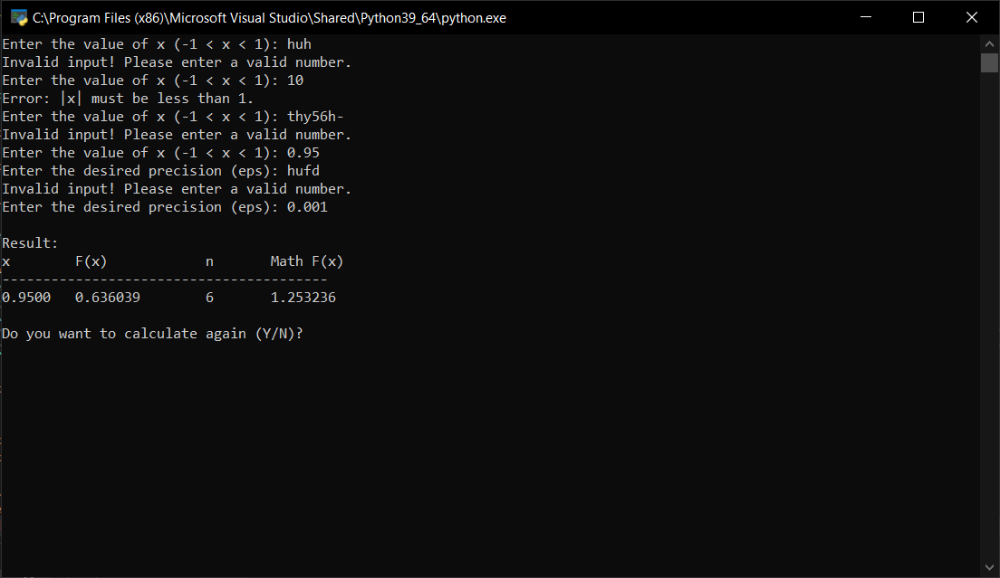 C:\Program Files (x86)\Microsoft Visual Studio\Shared\Python39_64\python.exe
Enter the value of x (-1 < x < 1): huh
Invalid input! Please enter a valid number.
Enter the value of x (-1 < x < 1): 10
Error: |x| must be less than 1.
Enter the value of x (-1 < x < 1): thy56h-
Invalid input! Please enter a valid number.
Enter the value of x (-1 < x < 1): 0.95
Enter the desired precision (eps): hufd
Invalid input! Please enter a valid number.
Enter the desired precision (eps): 0.001
Result:
x        F(x)            n       Math F(x)
----------------------------------------
0.9500   0.636039        6       1.253236
Do you want to calculate again (Y/N)?